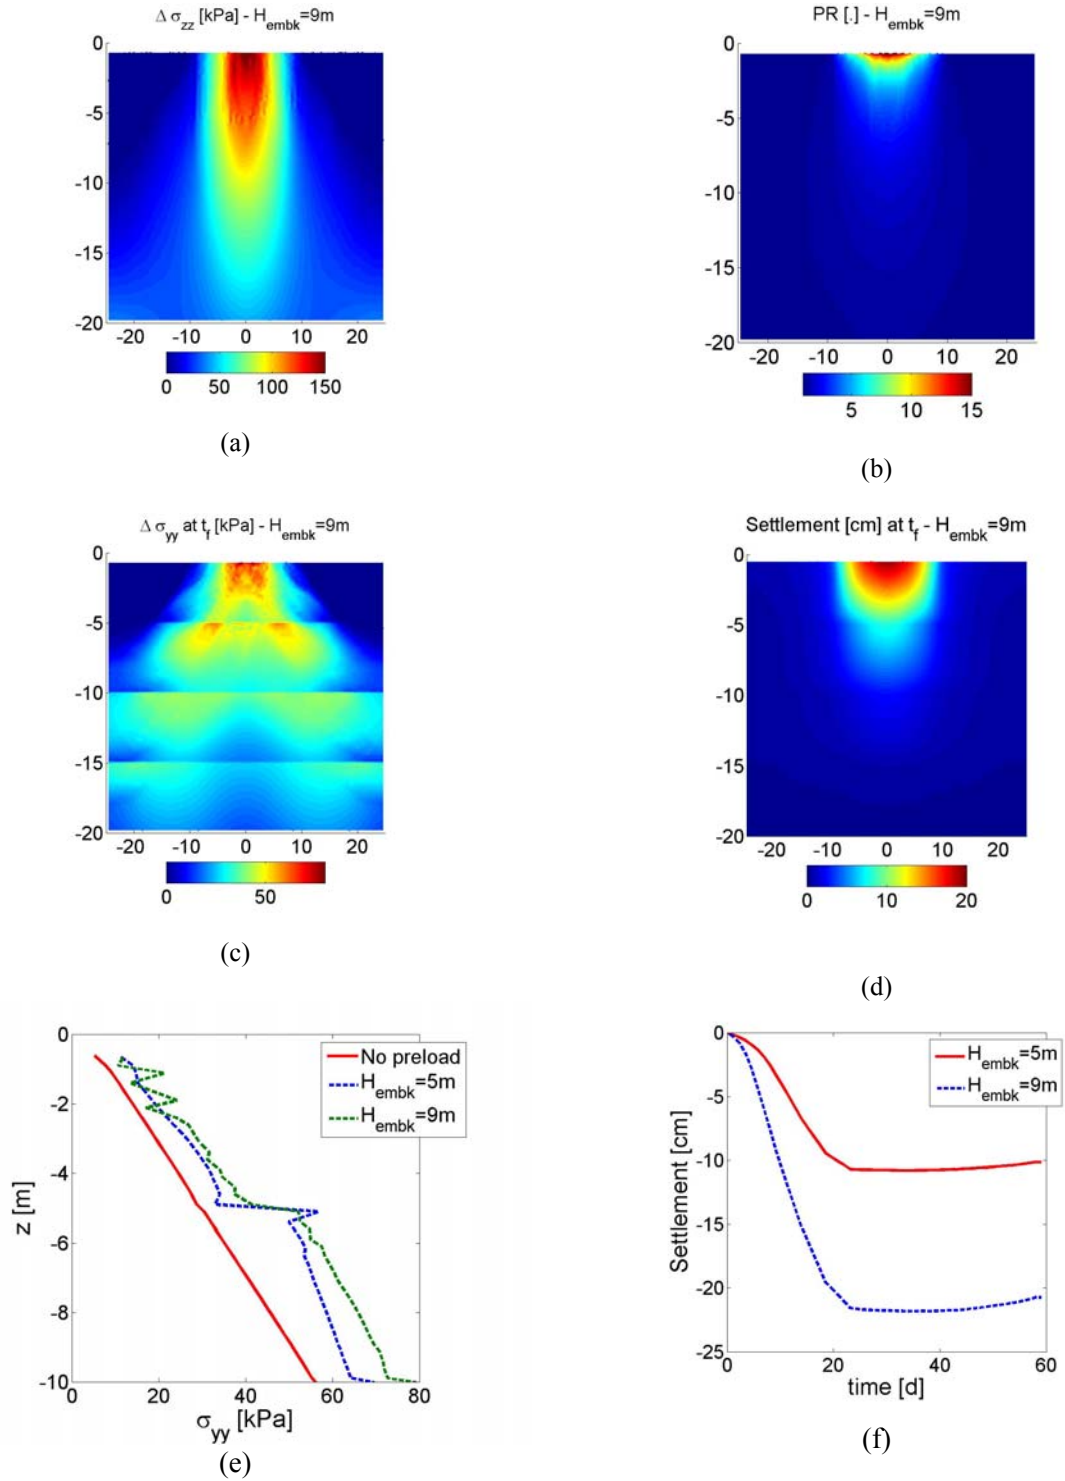 Δ σzz [kPa] - Hembk=9m
0
-5
-10
-15
-20
-20 -10 0 10 20
0 50 100 150
(a)
PR [.] - Hembk=9m
0
-5
-10
-15
-20
-20 -10 0 10 20
5 10 15
(b)
Δ σyy at tf [kPa] - Hembk=9m
0
-5
-10
-15
-20
-20 -10 0 10 20
0 50
(c)
Settlement [cm] at tf - Hembk=9m
0
-5
-10
-15
-20
-20 -10 0 10 20
0 10 20
(d)
z [m]
0
-2
-4
-6
-8
-10
No preload
Hembk=5m
Hembk=9m
0 20 40 60 80
σyy [kPa]
(e)
Settlement [cm]
0
-5
-10
-15
-20
-25
Hembk=5m
Hembk=9m
0 20 40 60
time [d]
(f)